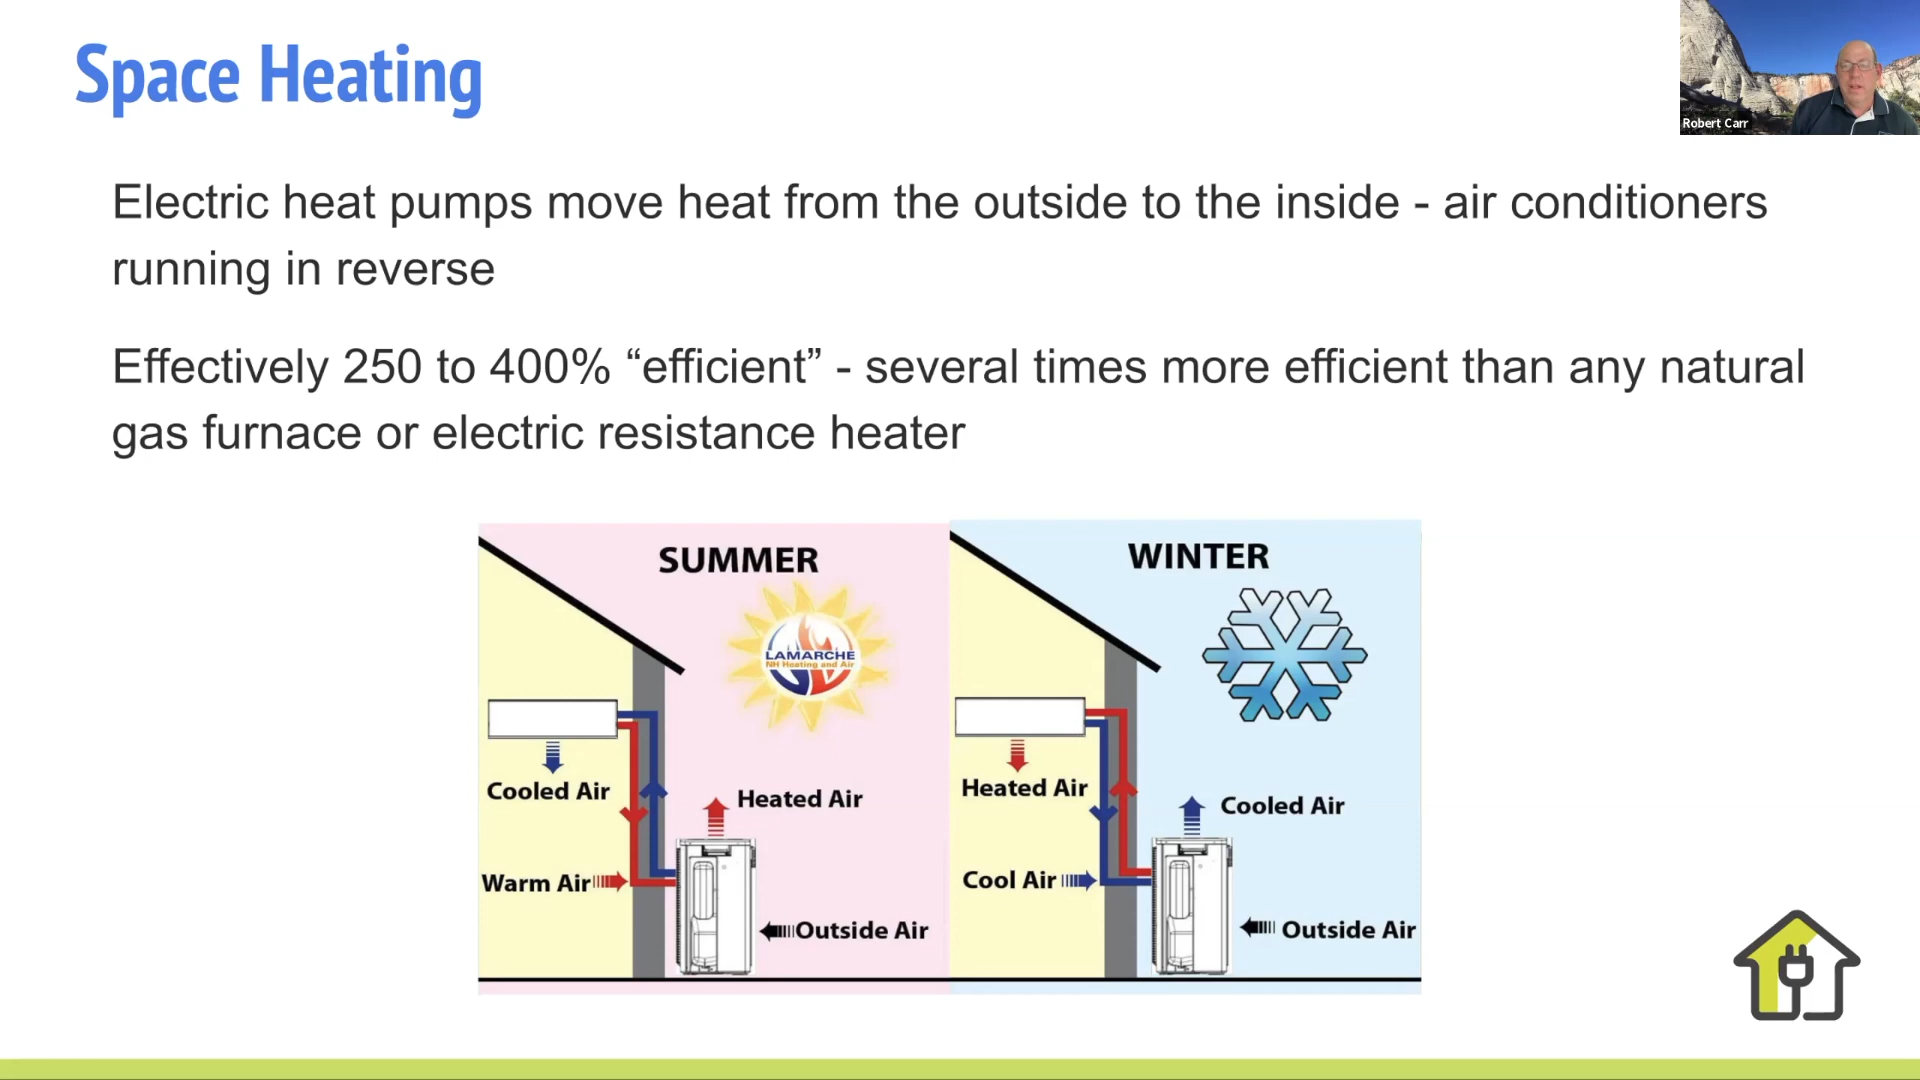 Space Heating
Robert Carr
Electric heat pumps move heat from the outside to the inside - air conditioners
running in reverse
Effectively 250 to 400% “efficient” - several times more efficient than any natural
gas furnace or electric resistance heater
SUMMER
LAMARCHE
NH Heating and Air
Cooled Air
Heated Air
Warm Air
Outside Air
WINTER
Heated Air
Cooled Air
Cool Air
Outside Air